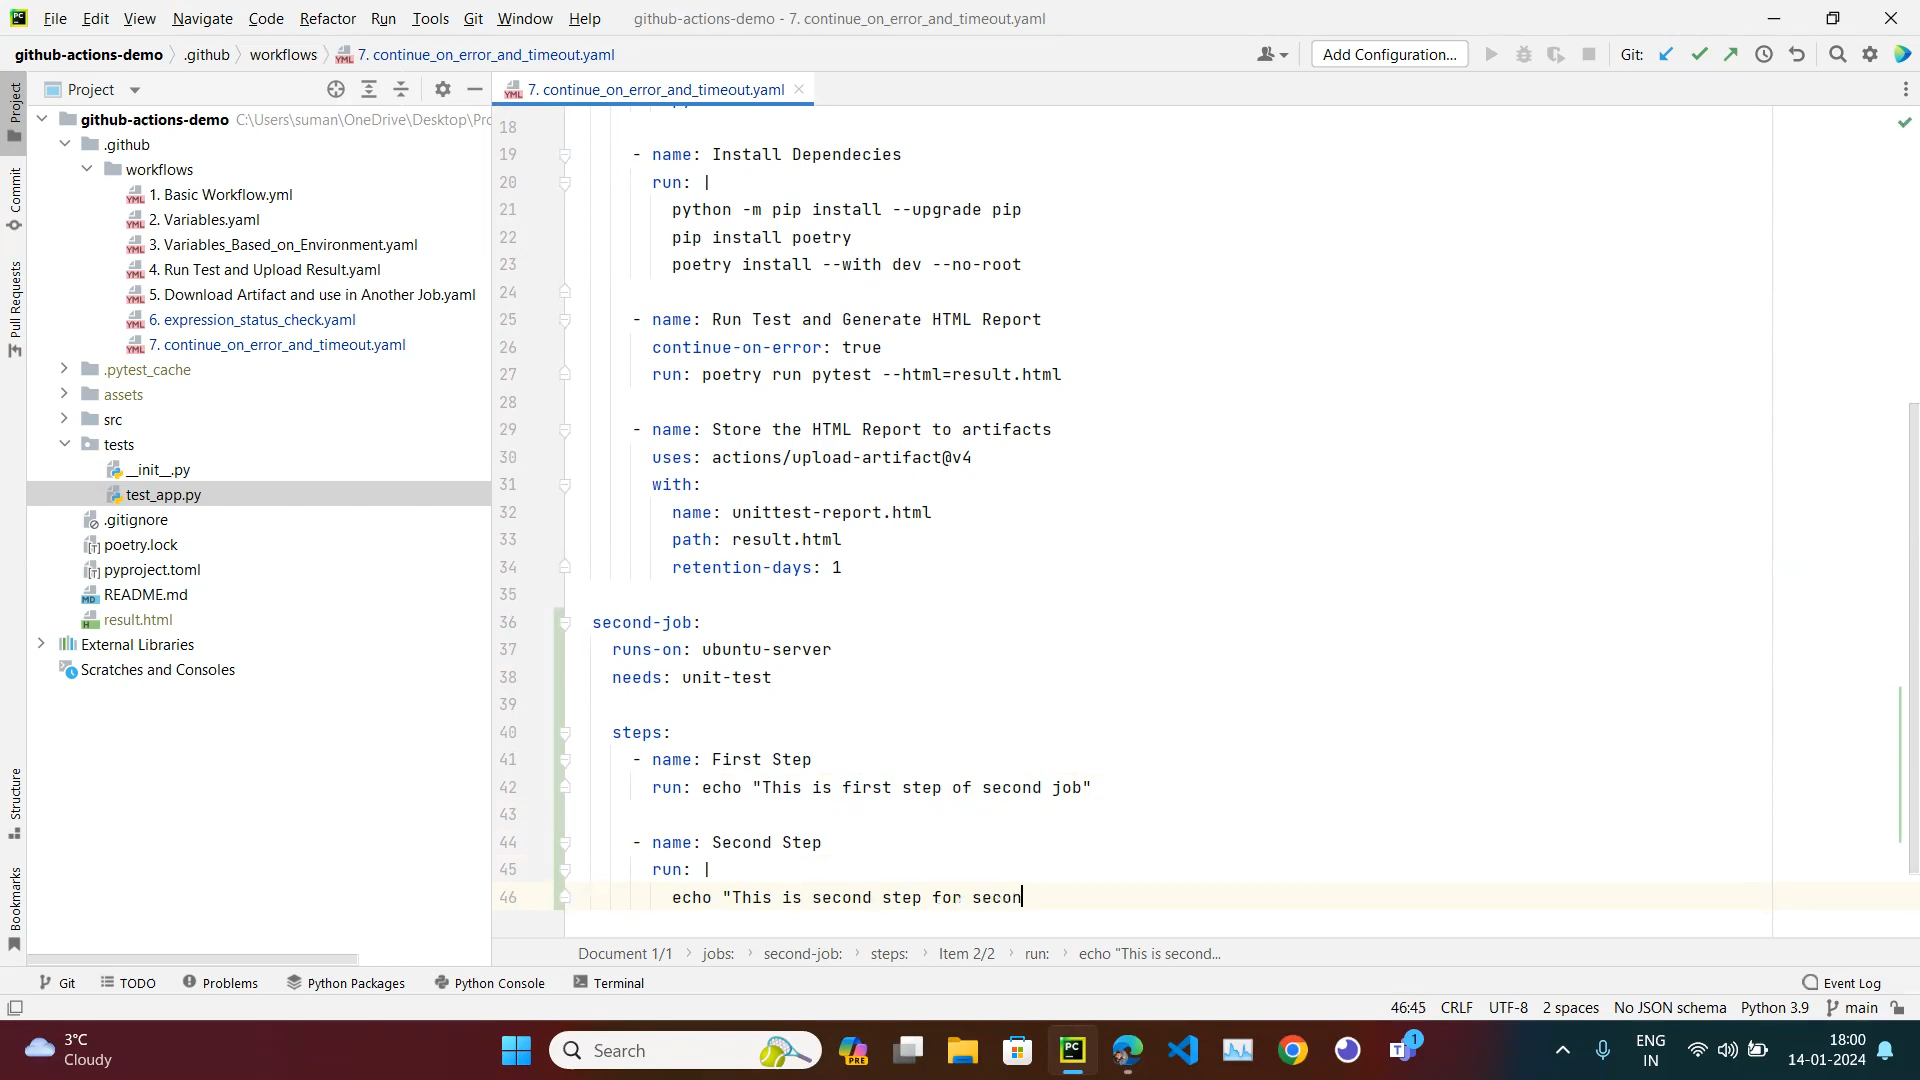 File Edit View Navigate Code Refactor Run Tools Git Window Help github-actions-demo - 7. continue_on_error_and_timeout.yaml
github-actions-demo .github workflows 7. continue_on_error_and_timeout.yaml Add Configuration... Git:
Project
7. continue_on_error_and_timeout.yaml
github-actions-demo C:\Users\suman\OneDrive\Desktop\Pro
.github
workflows
1. Basic Workflow.yml
2. Variables.yaml
3. Variables_Based_on_Environment.yaml
4. Run Test and Upload Result.yaml
5. Download Artifact and use in Another Job.yaml
6. expression_status_check.yaml
7. continue_on_error_and_timeout.yaml
.pytest_cache
assets
src
tests
__init__.py
test_app.py
.gitignore
poetry.lock
pyproject.toml
README.md
result.html
External Libraries
Scratches and Consoles
Project
Commit
Pull Requests
Structure
Bookmarks
18
19 - name: Install Dependecies
20 run: |
21 python -m pip install --upgrade pip
22 pip install poetry
23 poetry install --with dev --no-root
24
25 - name: Run Test and Generate HTML Report
26 continue-on-error: true
27 run: poetry run pytest --html=result.html
28
29 - name: Store the HTML Report to artifacts
30 uses: actions/upload-artifact@v4
31 with:
32 name: unittest-report.html
33 path: result.html
34 retention-days: 1
35
36 second-job:
37 runs-on: ubuntu-server
38 needs: unit-test
39
40 steps:
41 - name: First Step
42 run: echo "This is first step of second job"
43
44 - name: Second Step
45 run: |
46 echo "This is second step for secon
Document 1/1 jobs: second-job: steps: Item 2/2 run: echo "This is second...
Git TODO Problems Python Packages Python Console Terminal Event Log
46:45 CRLF UTF-8 2 spaces No JSON schema Python 3.9 main
3°C
Cloudy
Search
PRE
1
ENG
IN
18:00
14-01-2024